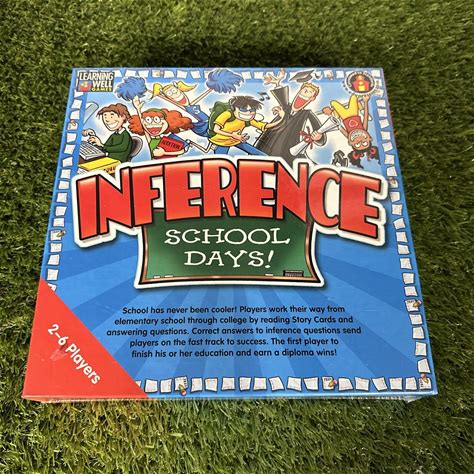 LEARNING
WELL
GAMES
INFERENCE
SCHOOL
DAYS!
School has never been cooler! Players work their way from
elementary school through college by reading Story Cards and
answering questions. Correct answers to inference questions send
players on the fast track to success. The first player to
finish his or her education and earn a diploma wins!
2-6 Players